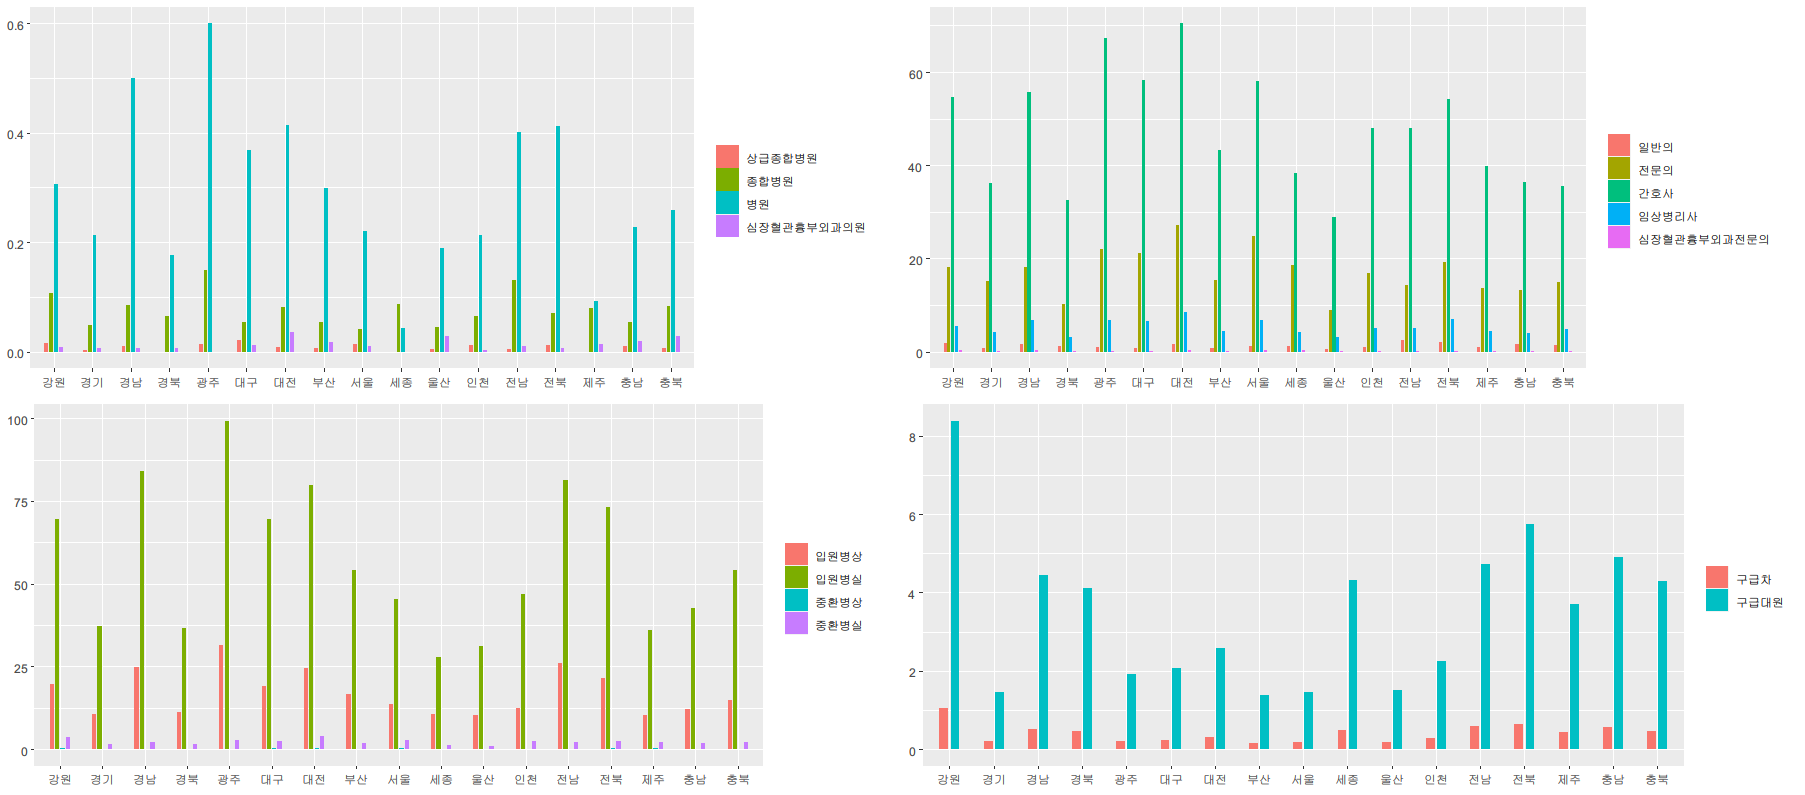 0.6
0.4
0.2
0.0
강원 경기 경남 경북 광주 대구 대전 부산 서울 세종 울산 인천 전남 전북 제주 충남 충북
상급종합병원
종합병원
병원
심장혈관흉부외과의원
60
40
20
0
강원 경기 경남 경북 광주 대구 대전 부산 서울 세종 울산 인천 전남 전북 제주 충남 충북
일반의
전문의
간호사
임상병리사
심장혈관흉부외과전문의
100
75
50
25
0
강원 경기 경남 경북 광주 대구 대전 부산 서울 세종 울산 인천 전남 전북 제주 충남 충북
입원병상
입원병실
중환병상
중환병실
8
6
4
2
0
강원 경기 경남 경북 광주 대구 대전 부산 서울 세종 울산 인천 전남 전북 제주 충남 충북
구급차
구급대원